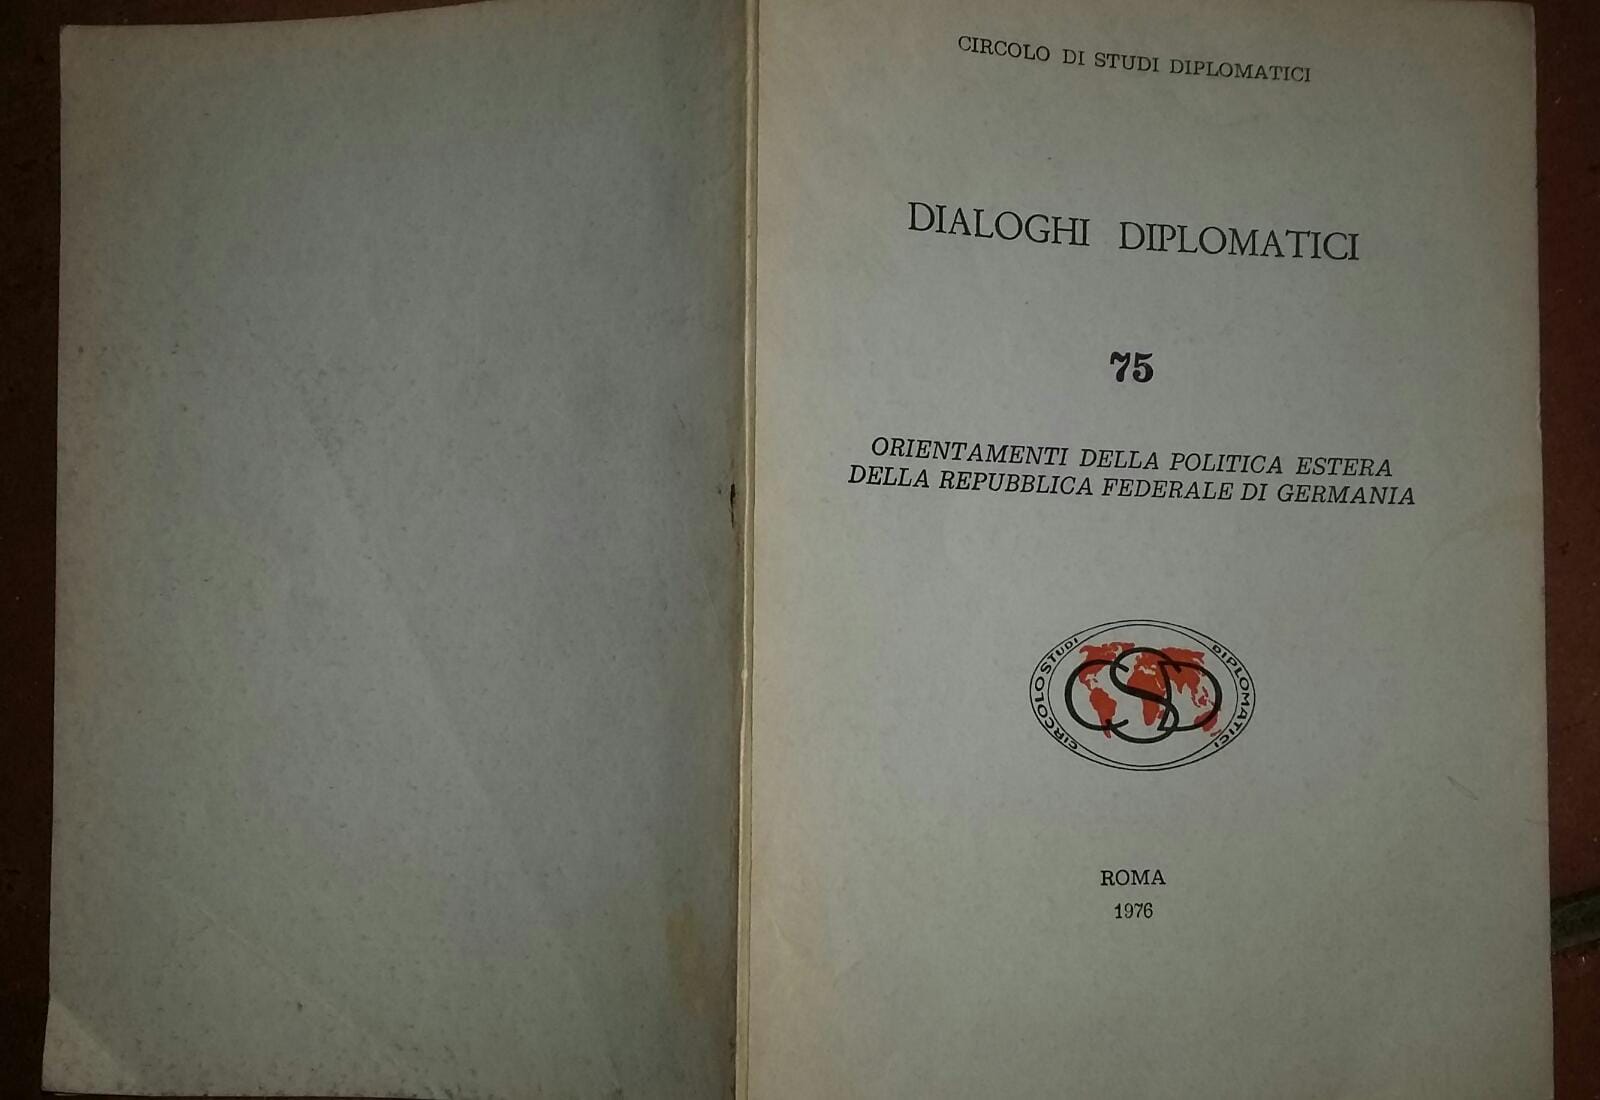 CIRCOLO DI STUDI DIPLOMATICI
DIALOGHI DIPLOMATICI
75
ORIENTAMENTI DELLA POLITICA ESTERA
DELLA REPUBBLICA FEDERALE DI GERMANIA
CIRCOLO STUDI DIPLOMATICI
CSD
ROMA
1976